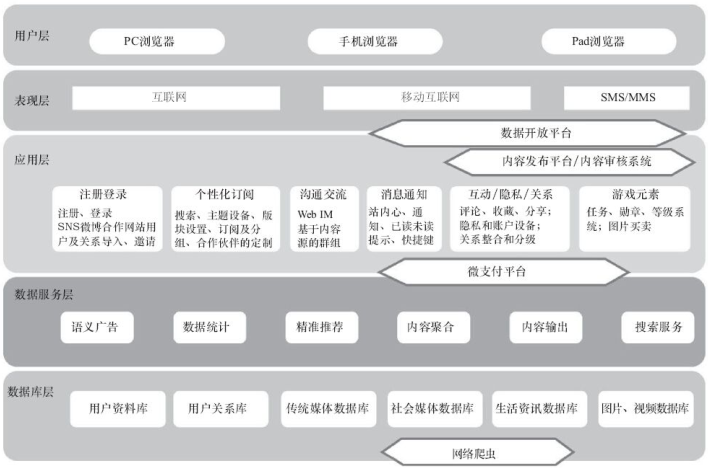 用户层
PC浏览器
手机浏览器
Pad浏览器
表现层
互联网
移动互联网
SMS/MMS
数据开放平台
应用层
内容发布平台/内容审核系统
注册登录
注册、登录
SNS微博合作网站用
户及关系导入、邀请
个性化订阅
搜索、主题设备、版
块设置、订阅及分
组、合作伙伴的定制
沟通交流
Web IM
基于内容
源的群组
消息通知
站内心、通
知、已读未读
提示、快捷键
互动/隐私/关系
评论、收藏、分享；
隐私和账户设备；
关系整合和分级
游戏元素
任务、勋章、等级系
统；图片买卖
微支付平台
数据服务层
语义广告
数据统计
精准推荐
内容聚合
内容输出
搜索服务
数据库层
用户资料库
用户关系库
传统媒体数据库
社会媒体数据库
生活资讯数据库
图片、视频数据库
网络爬虫